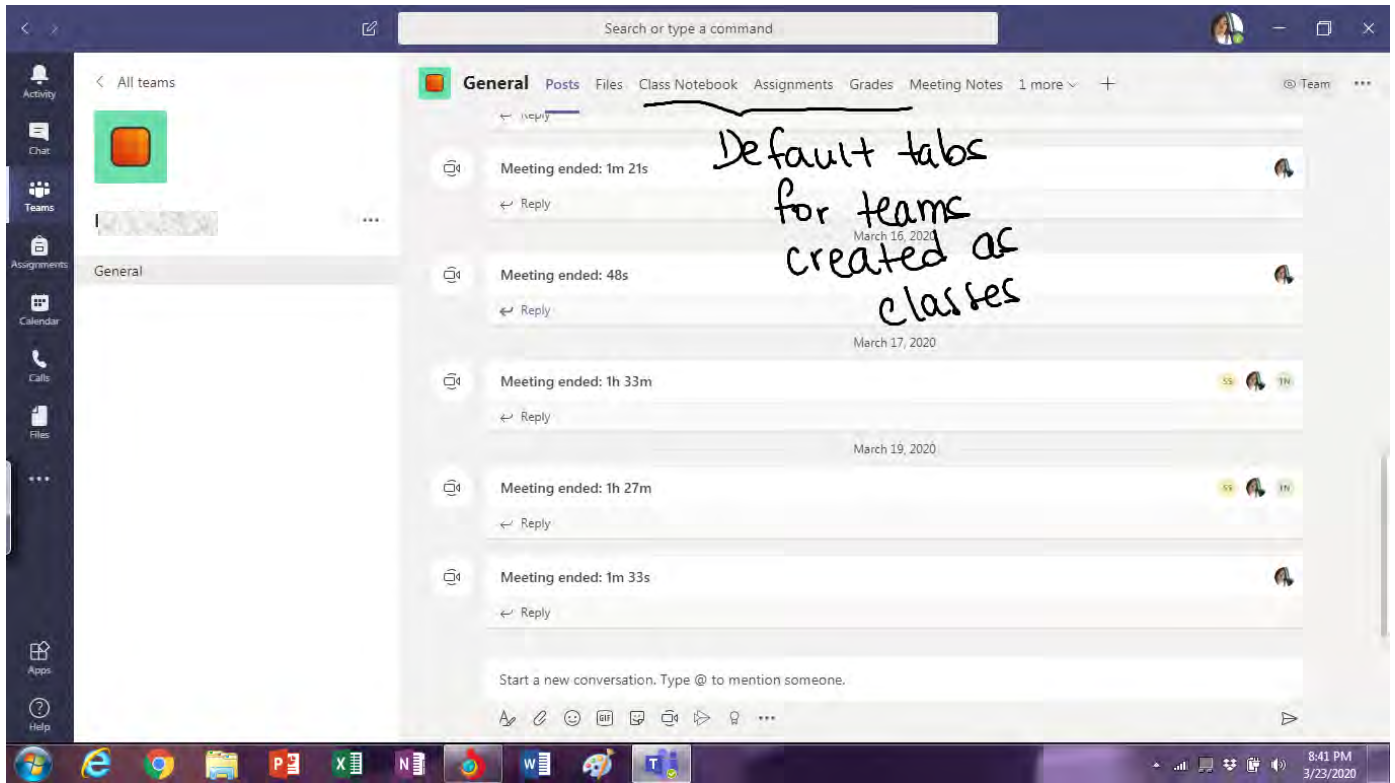 Search or type a command
Activity
Chat
Teams
Assignments
Calendar
Calls
Files
Apps
Help
< All teams
General
General Posts Files Class Notebook Assignments Grades Meeting Notes 1 more +
Team
Reply
Default tabs
for teams
created as
classes
Meeting ended: 1m 21s
Reply
March 16, 2020
Meeting ended: 48s
Reply
March 17, 2020
Meeting ended: 1h 33m
SS
Reply
March 19, 2020
Meeting ended: 1h 27m
SS
Reply
Meeting ended: 1m 33s
Reply
Start a new conversation. Type @ to mention someone.
GIF
8:41 PM
3/23/2020